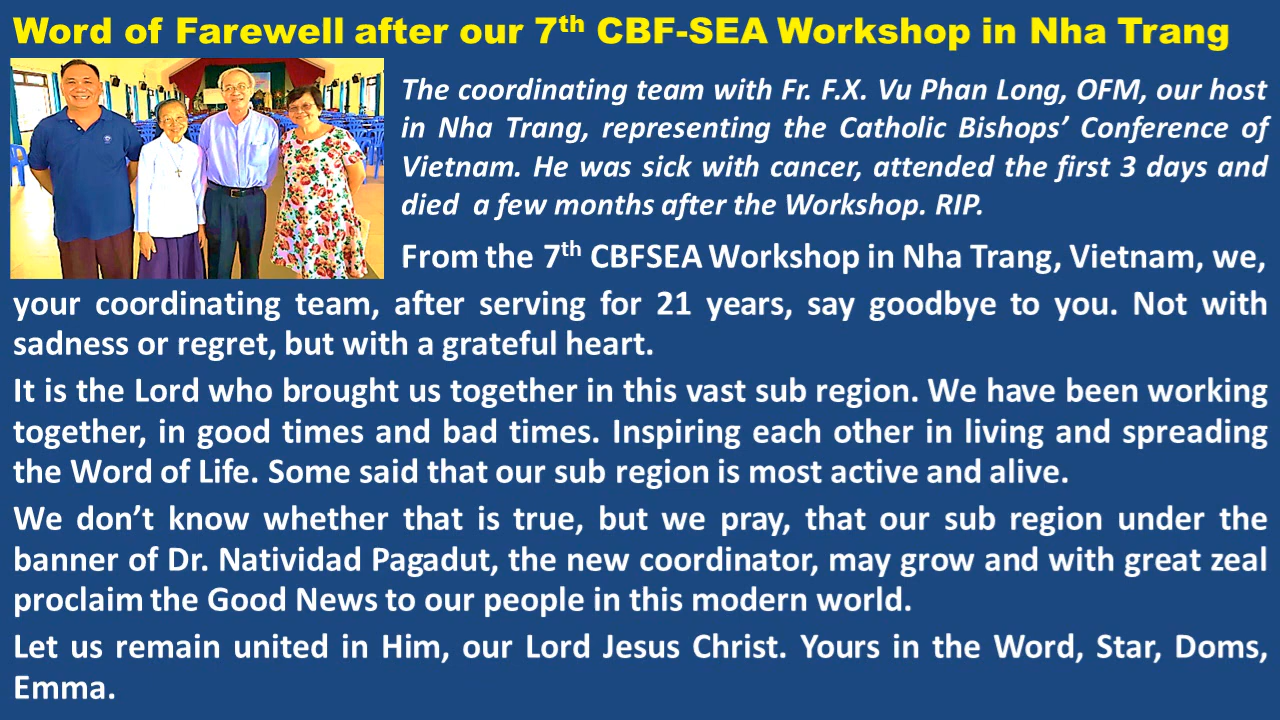 Word of Farewell after our 7th CBF-SEA Workshop in Nha Trang
The coordinating team with Fr. F.X. Vu Phan Long, OFM, our host
in Nha Trang, representing the Catholic Bishops’ Conference of
Vietnam. He was sick with cancer, attended the first 3 days and
died a few months after the Workshop. RIP.
From the 7th CBFSEA Workshop in Nha Trang, Vietnam, we,
your coordinating team, after serving for 21 years, say goodbye to you. Not with
sadness or regret, but with a grateful heart.
It is the Lord who brought us together in this vast sub region. We have been working
together, in good times and bad times. Inspiring each other in living and spreading
the Word of Life. Some said that our sub region is most active and alive.
We don’t know whether that is true, but we pray, that our sub region under the
banner of Dr. Natividad Pagadut, the new coordinator, may grow and with great zeal
proclaim the Good News to our people in this modern world.
Let us remain united in Him, our Lord Jesus Christ. Yours in the Word, Star, Doms,
Emma.